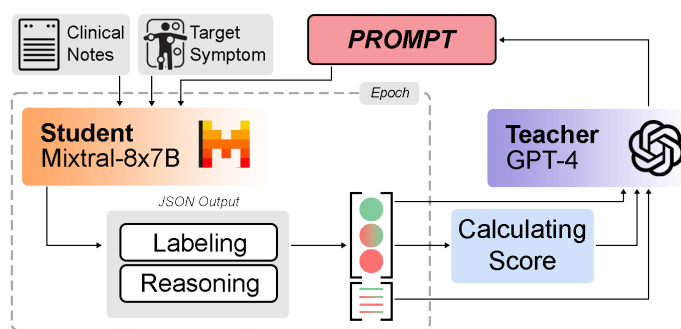 Clinical
Notes
Target
Symptom
PROMPT
Epoch
Student
Mixtral-8x7B
Teacher
GPT-4
JSON Output
Labeling
Reasoning
Calculating
Score